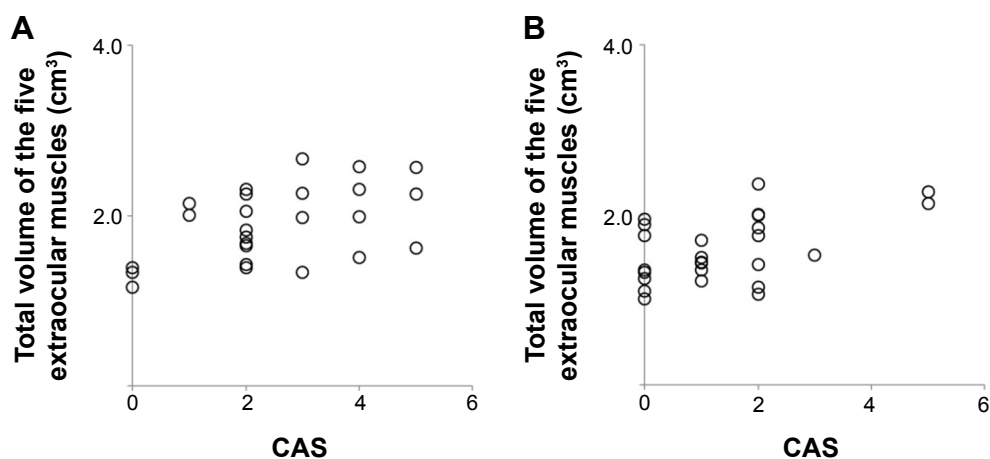 A
Total volume of the five
extraocular muscles (cm³)
4.0
2.0
0
2
4
6
CAS
B
Total volume of the five
extraocular muscles (cm³)
4.0
2.0
0
2
4
6
CAS